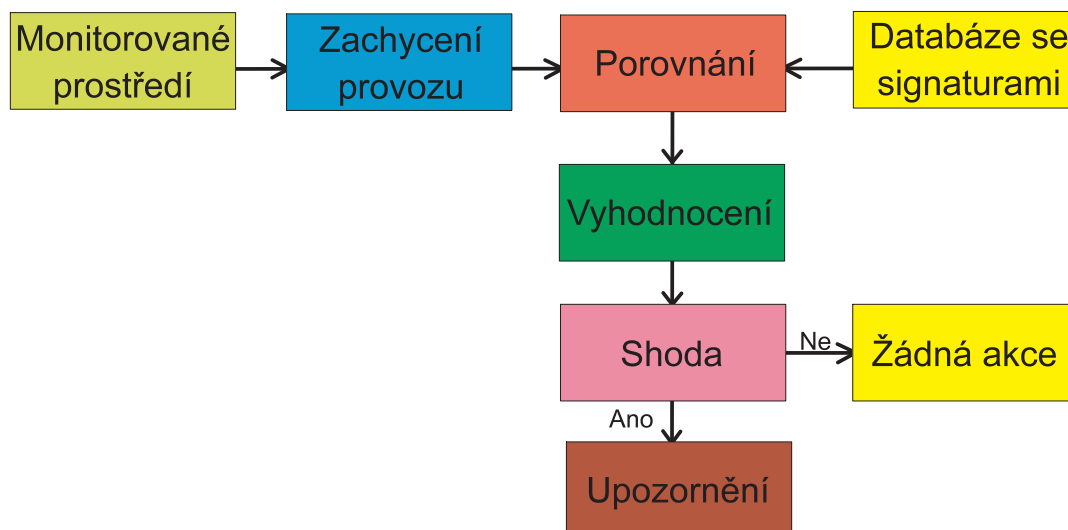 Monitorované
prostředí
Zachycení
provozu
Porovnání
Databáze se
signaturami
Vyhodnocení
Shoda
Ne
Žádná akce
Ano
Upozornění